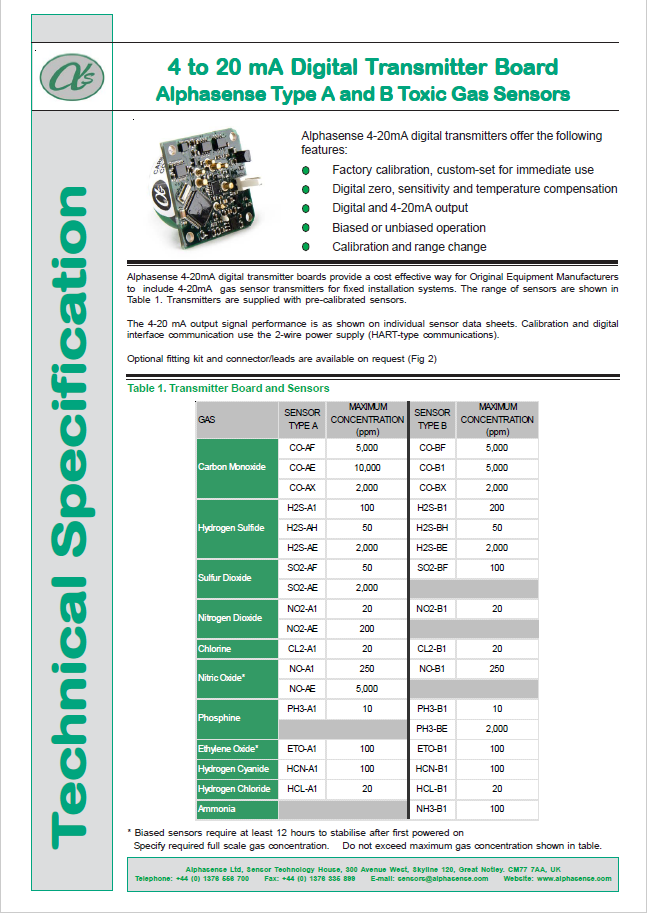 αs
4 to 20 mA Digital Transmitter Board
Alphasense Type A and B Toxic Gas Sensors
Technical Specification
Alphasense 4-20mA digital transmitters offer the following
features:
Factory calibration, custom-set for immediate use
Digital zero, sensitivity and temperature compensation
Digital and 4-20mA output
Biased or unbiased operation
Calibration and range change
Alphasense 4-20mA digital transmitter boards provide a cost effective way for Original Equipment Manufacturers
to include 4-20mA gas sensor transmitters for fixed installation systems. The range of sensors are shown in
Table 1. Transmitters are supplied with pre-calibrated sensors.
The 4-20 mA output signal performance is as shown on individual sensor data sheets. Calibration and digital
interface communication use the 2-wire power supply (HART-type communications).
Optional fitting kit and connector/leads are available on request (Fig 2)
Table 1. Transmitter Board and Sensors
GAS SENSOR TYPE A MAXIMUM CONCENTRATION (ppm) SENSOR TYPE B MAXIMUM CONCENTRATION (ppm)
Carbon Monoxide CO-AF 5,000 CO-BF 5,000
CO-AE 10,000 CO-B1 5,000
CO-AX 2,000 CO-BX 2,000
Hydrogen Sulfide H2S-A1 100 H2S-B1 200
H2S-AH 50 H2S-BH 50
H2S-AE 2,000 H2S-BE 2,000
Sulfur Dioxide SO2-AF 50 SO2-BF 100
SO2-AE 2,000
Nitrogen Dioxide NO2-A1 20 NO2-B1 20
NO2-AE 200
Chlorine CL2-A1 20 CL2-B1 20
Nitric Oxide* NO-A1 250 NO-B1 250
NO-AE 5,000
Phosphine PH3-A1 10 PH3-B1 10
PH3-BE 2,000
Ethylene Oxide* ETO-A1 100 ETO-B1 100
Hydrogen Cyanide HCN-A1 100 HCN-B1 100
Hydrogen Chloride HCL-A1 20 HCL-B1 20
Ammonia NH3-B1 100
* Biased sensors require at least 12 hours to stabilise after first powered on
Specify required full scale gas concentration. Do not exceed maximum gas concentration shown in table.
Alphasense Ltd, Sensor Technology House, 300 Avenue West, Skyline 120, Great Notley. CM77 7AA, UK
Telephone: +44 (0) 1376 556 700 Fax: +44 (0) 1376 335 899 E-mail: sensors@alphasense.com Website: www.alphasense.com